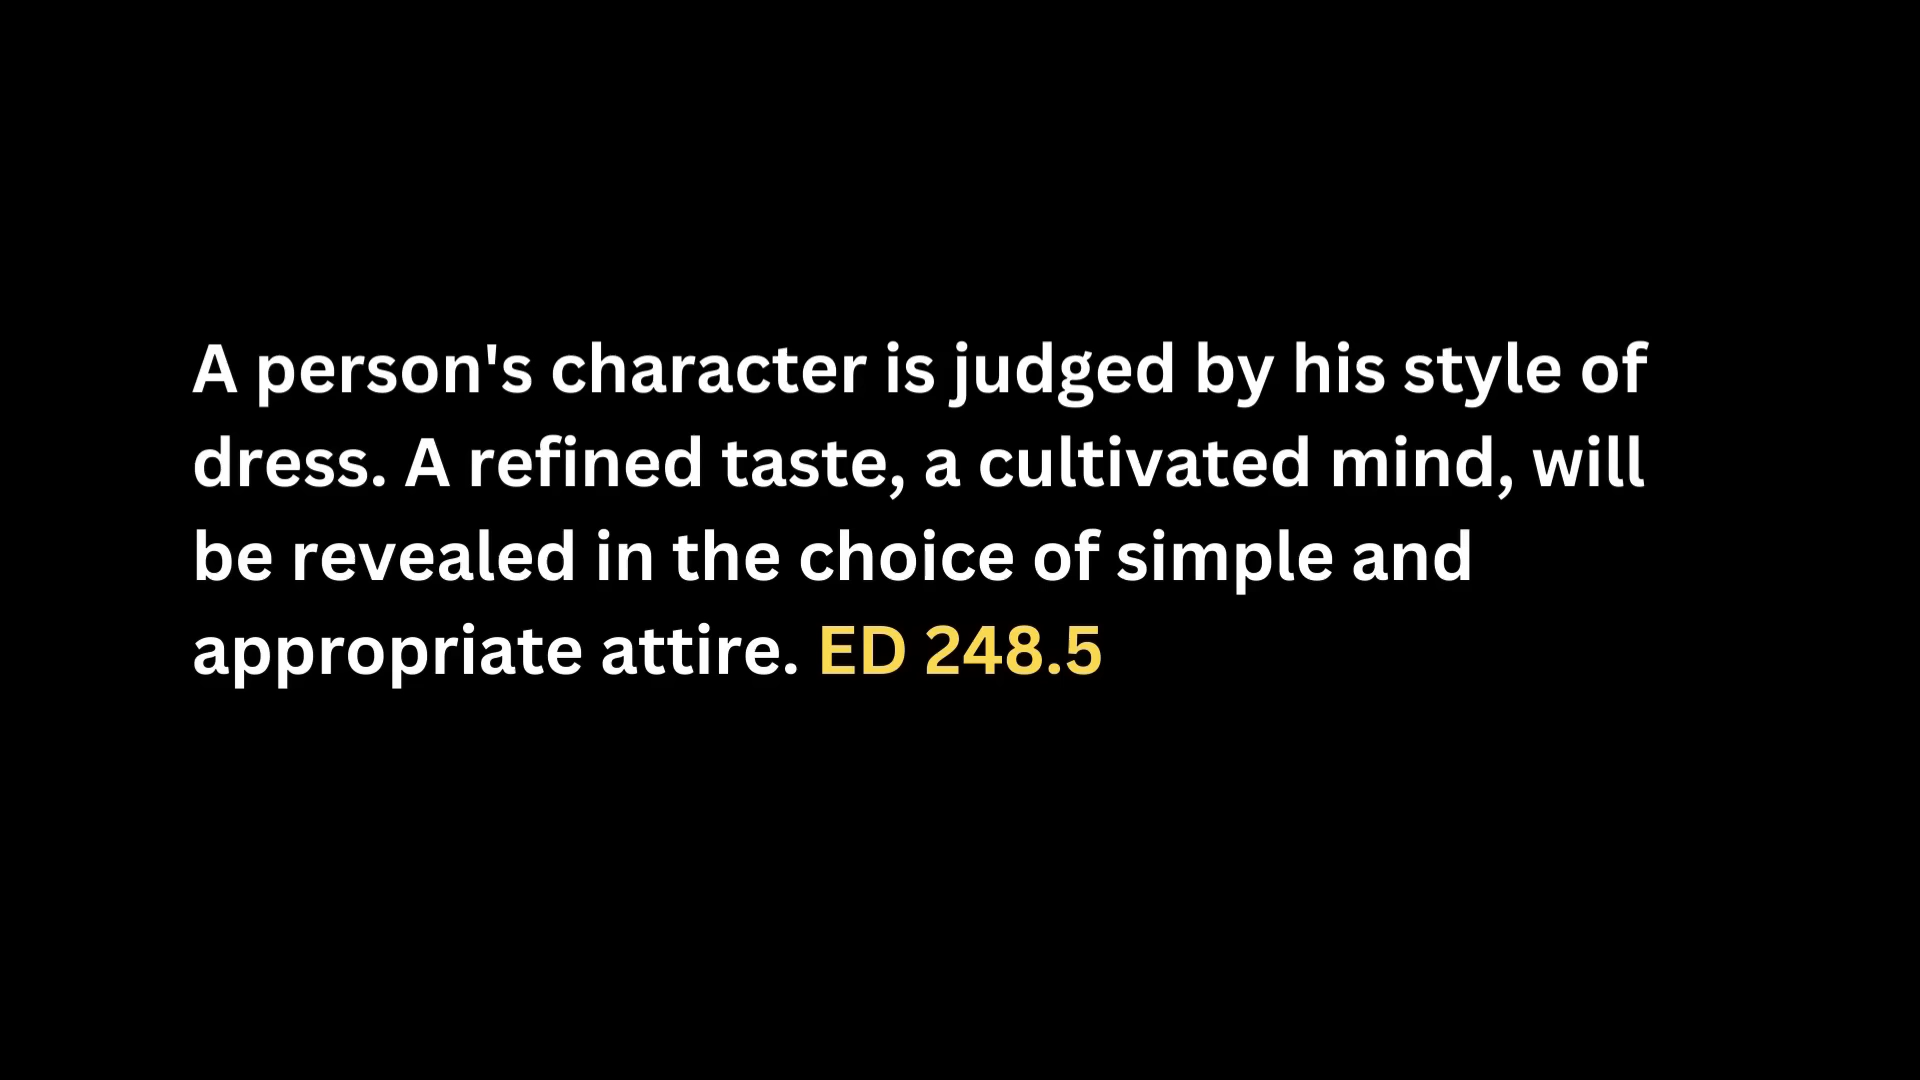 A person's character is judged by his style of
dress. A refined taste, a cultivated mind, will
be revealed in the choice of simple and
appropriate attire. ED 248.5